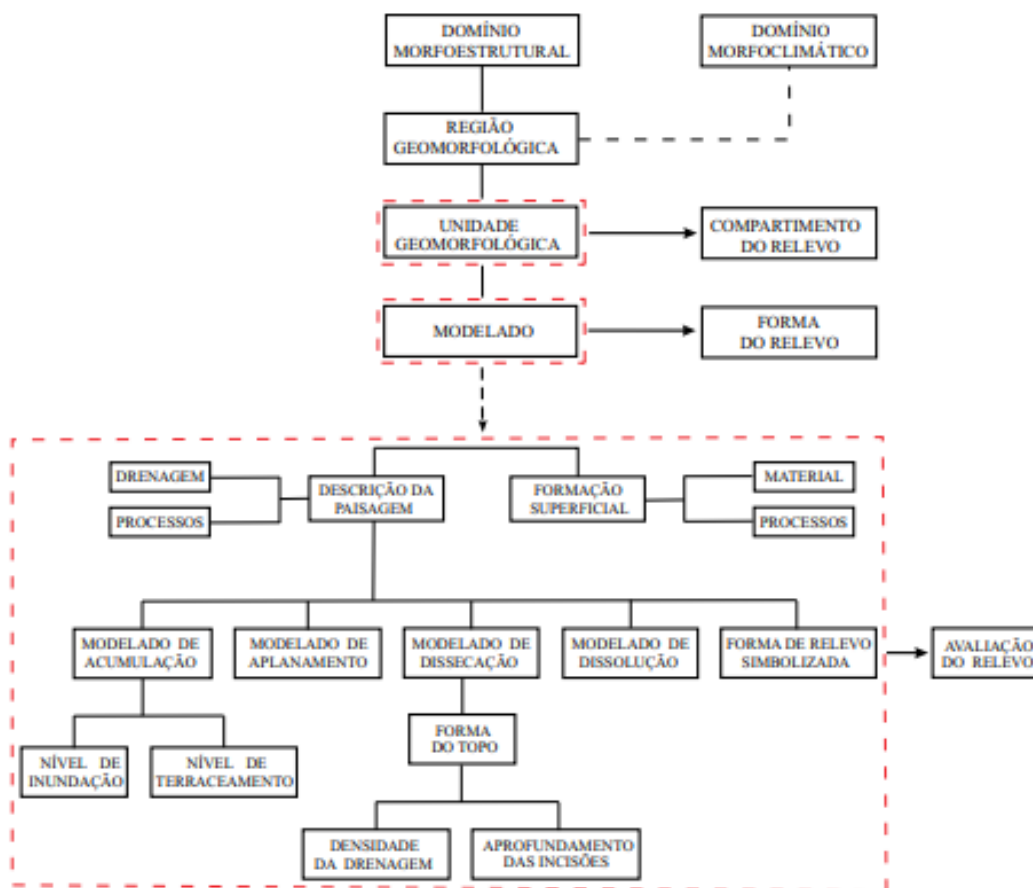 DOMÍNIO
MORFOESTRUTURAL
DOMÍNIO
MORFOCLIMÁTICO
REGIÃO
GEOMORFOLÓGICA
UNIDADE
GEOMORFOLÓGICA
COMPARTIMENTO
DO RELEVO
MODELADO
FORMA
DO RELEVO
DRENAGEM
PROCESSOS
DESCRIÇÃO DA
PAISAGEM
FORMAÇÃO
SUPERFICIAL
MATERIAL
PROCESSOS
MODELADO DE
ACUMULAÇÃO
MODELADO DE
APLANAMENTO
MODELADO DE
DISSECAÇÃO
MODELADO DE
DISSOLUÇÃO
FORMA DE RELEVO
SIMBOLIZADA
AVALIAÇÃO
DO RELEVO
NÍVEL DE
INUNDAÇÃO
NÍVEL DE
TERRACEAMENTO
FORMA
DO TOPO
DENSIDADE
DA DRENAGEM
APROFUNDAMENTO
DAS INCISÕES